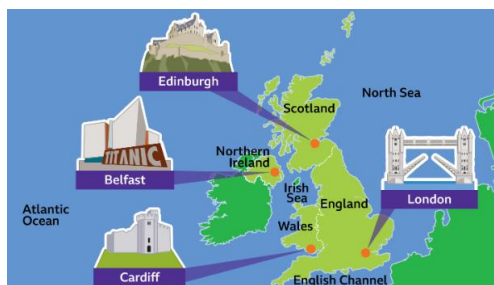 Edinburgh
Scotland
North Sea
TITANIC
Northern
Ireland
Belfast
Irish
Sea
England
London
Atlantic
Ocean
Wales
Cardiff
English Channel